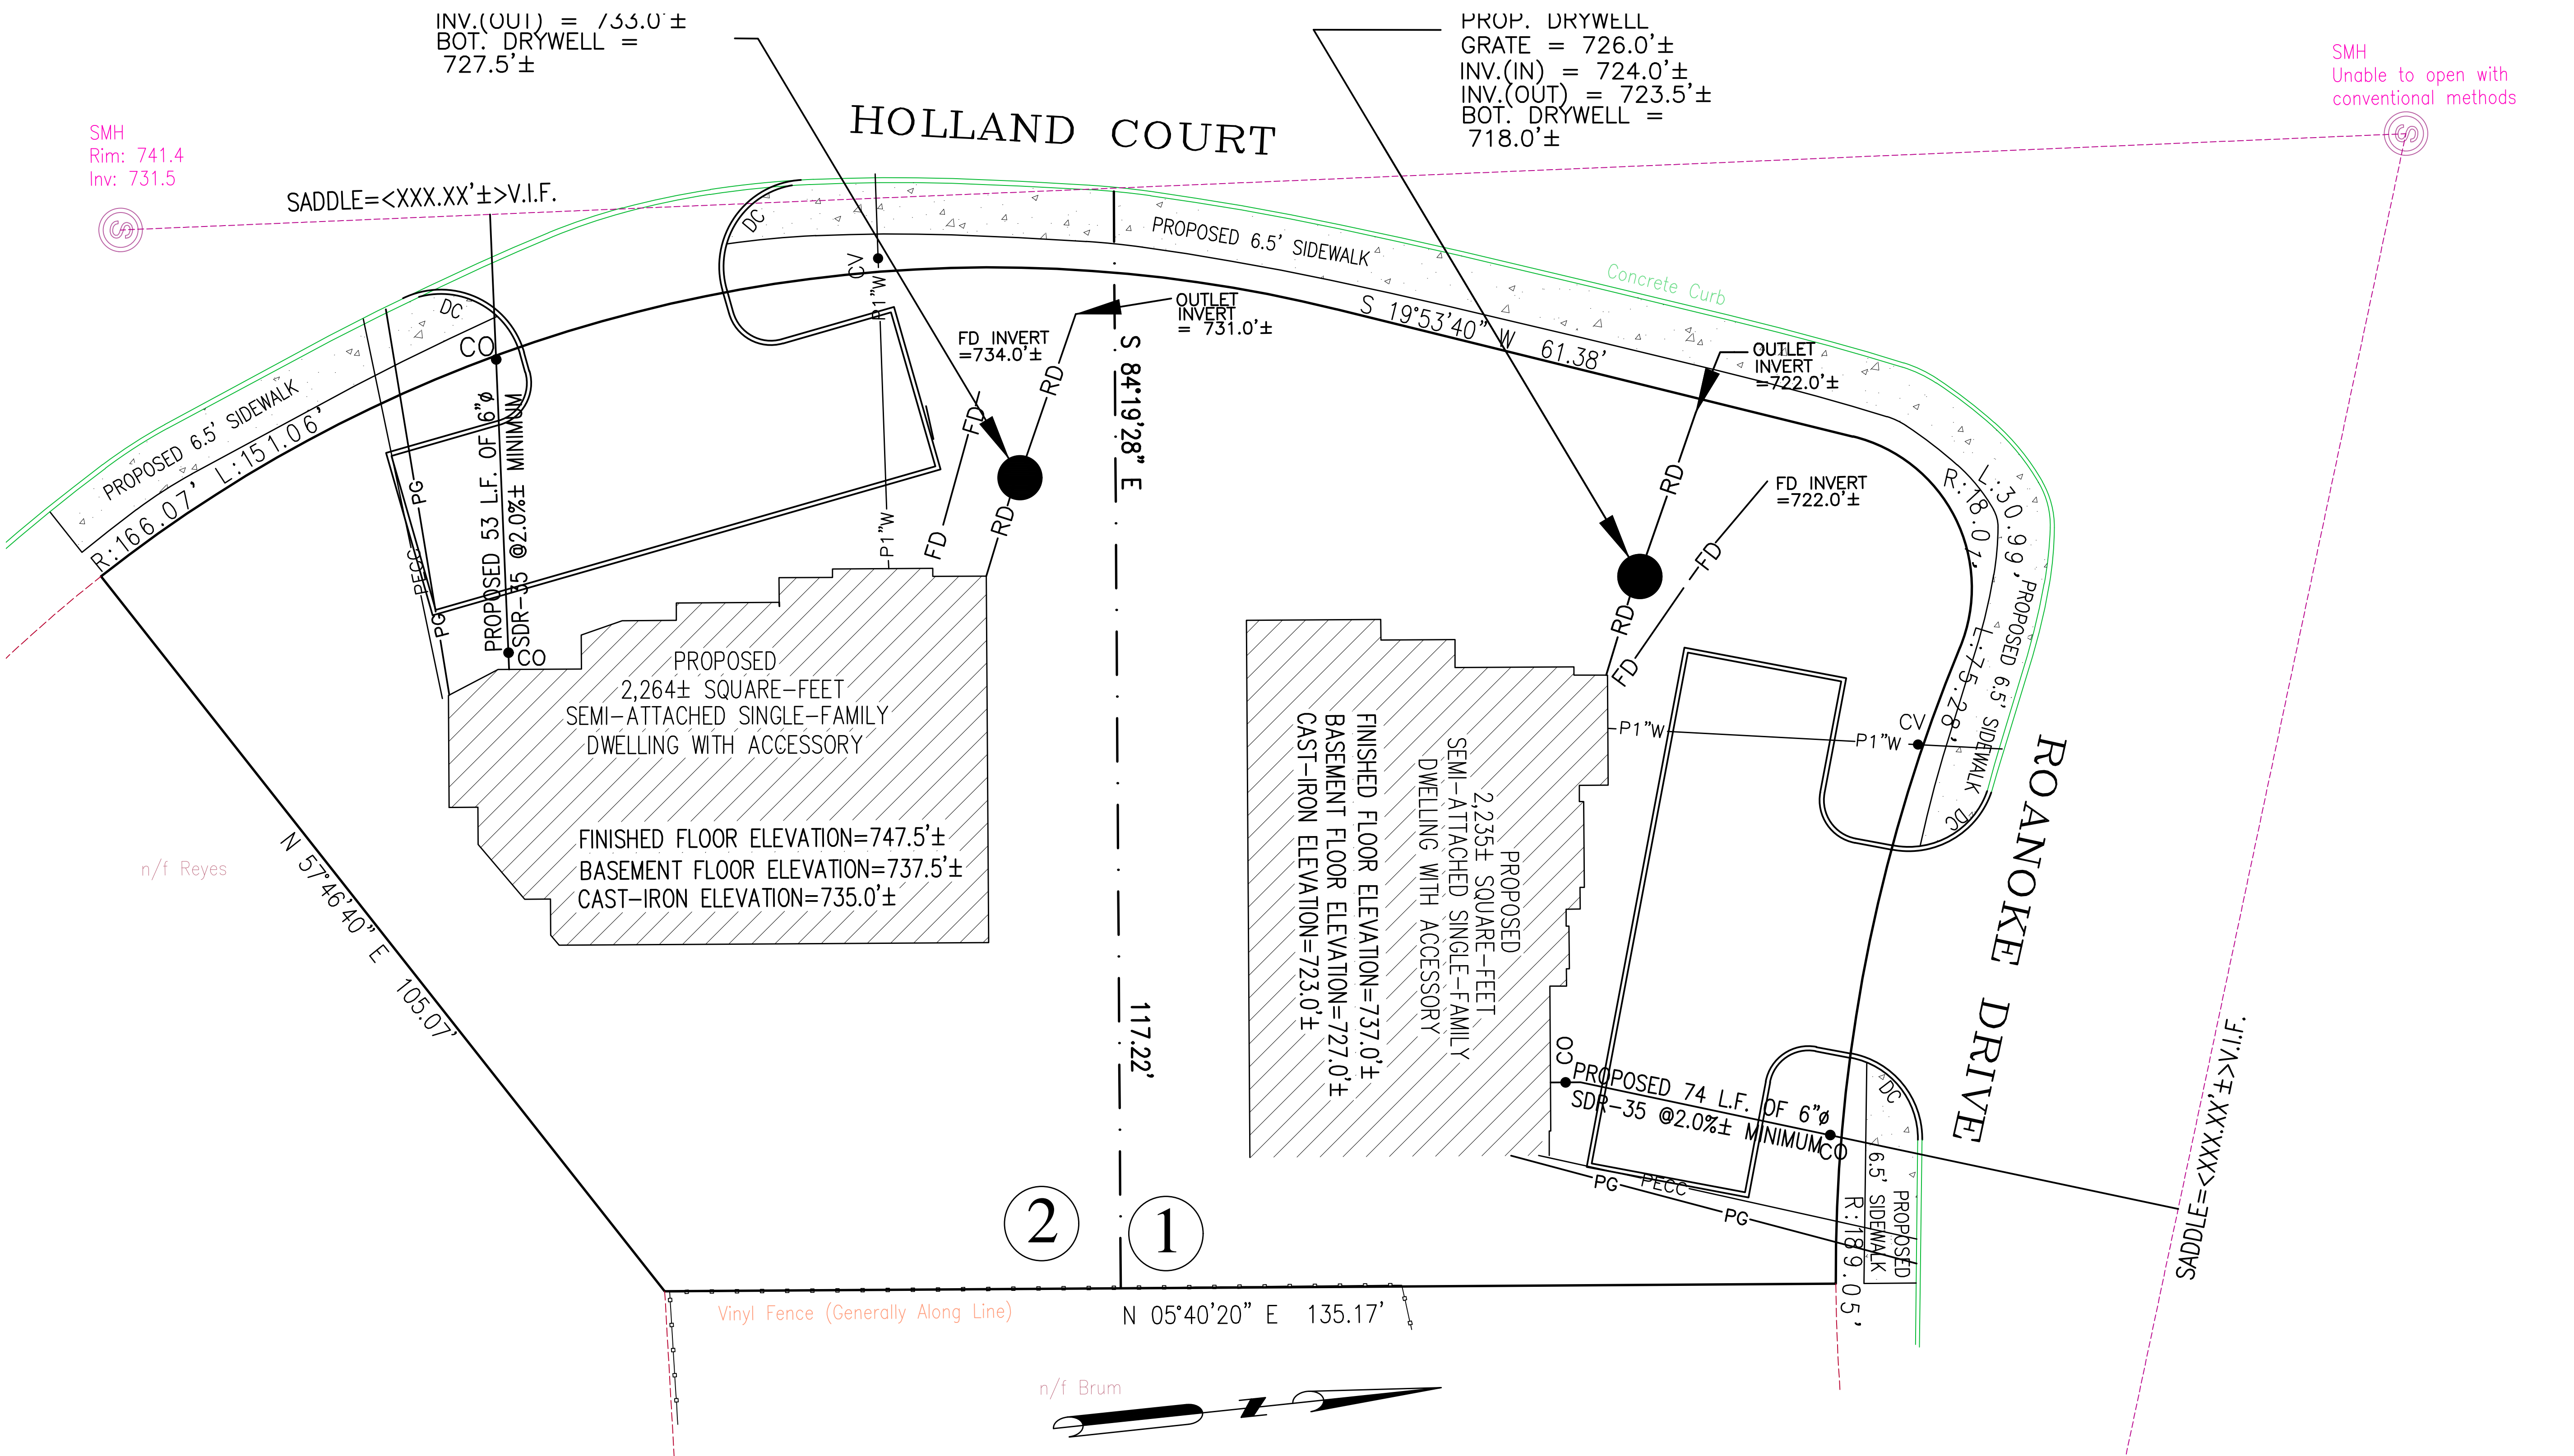 INV.(OUT) = 733.0'±
BOT. DRYWELL =
727.5'±
PROP. DRYWELL
GRATE = 726.0'±
INV.(IN) = 724.0'±
INV.(OUT) = 723.5'±
BOT. DRYWELL =
718.0'±
SMH
Unable to open with
conventional methods
S
SMH
Rim: 741.4
Inv: 731.5
S
HOLLAND COURT
SADDLE=<XXX.XX'±>V.I.F.
DC
DC
PROPOSED 6.5' SIDEWALK
Concrete Curb
CV
P1"W
P1"W
CO
OUTLET
INVERT
= 731.0'±
FD INVERT
=734.0'±
FD
FD
RD
RD
S 19°53'40" W 61.38'
OUTLET
INVERT
=722.0'±
FD INVERT
=722.0'±
RD
RD
FD
FD
PROPOSED 6.5' SIDEWALK
R:166.07' L:151.06'
PG
PECC
PG
PROPOSED 53 L.F. OF 6"ø
SDR-35 @2.0%± MINIMUM
CO
S 84°19'28" E
117.22'
L:30.99'
R:18.01'
PROPOSED 6.5' SIDEWALK
L:75.28'
PROPOSED
2,264± SQUARE-FEET
SEMI-ATTACHED SINGLE-FAMILY
DWELLING WITH ACCESSORY
FINISHED FLOOR ELEVATION=747.5'±
BASEMENT FLOOR ELEVATION=737.5'±
CAST-IRON ELEVATION=735.0'±
PROPOSED
2,235± SQUARE-FEET
SEMI-ATTACHED SINGLE-FAMILY
DWELLING WITH ACCESSORY
FINISHED FLOOR ELEVATION=737.0'±
BASEMENT FLOOR ELEVATION=727.0'±
CAST-IRON ELEVATION=723.0'±
P1"W
P1"W
CV
DC
ROANOKE DRIVE
n/f Reyes
N 57°46'40" E 105.07'
CO
PROPOSED 74 L.F. OF 6"ø
SDR-35 @2.0%± MINIMUM
CO
DC
PROPOSED
6.5' SIDEWALK
R:189.05'
PG
PECC
PG
SADDLE=<XXX.XX'±>V.I.F.
2
1
Vinyl Fence (Generally Along Line)
N 05°40'20" E 135.17'
n/f Brum
N